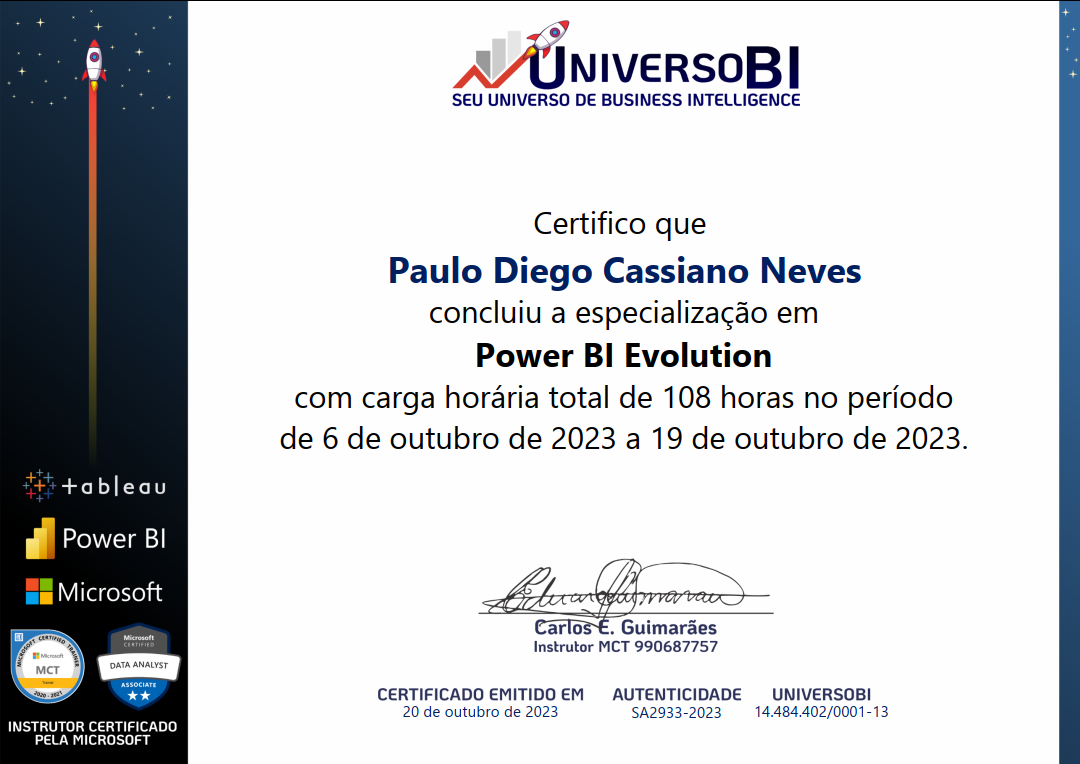 UNIVERSOBI
SEU UNIVERSO DE BUSINESS INTELLIGENCE
Certifico que
Paulo Diego Cassiano Neves
concluiu a especialização em
Power BI Evolution
com carga horária total de 108 horas no período
de 6 de outubro de 2023 a 19 de outubro de 2023.
Carlos E. Guimarães
Instrutor MCT 990687757
CERTIFICADO EMITIDO EM
20 de outubro de 2023
AUTENTICIDADE
SA2933-2023
UNIVERSOBI
14.484.402/0001-13
+ableau
Power BI
Microsoft
MICROSOFT CERTIFIED TRAINER
Microsoft
MCT
Trainer
2020 - 2021
Microsoft
CERTIFIED
DATA ANALYST
ASSOCIATE
INSTRUTOR CERTIFICADO
PELA MICROSOFT